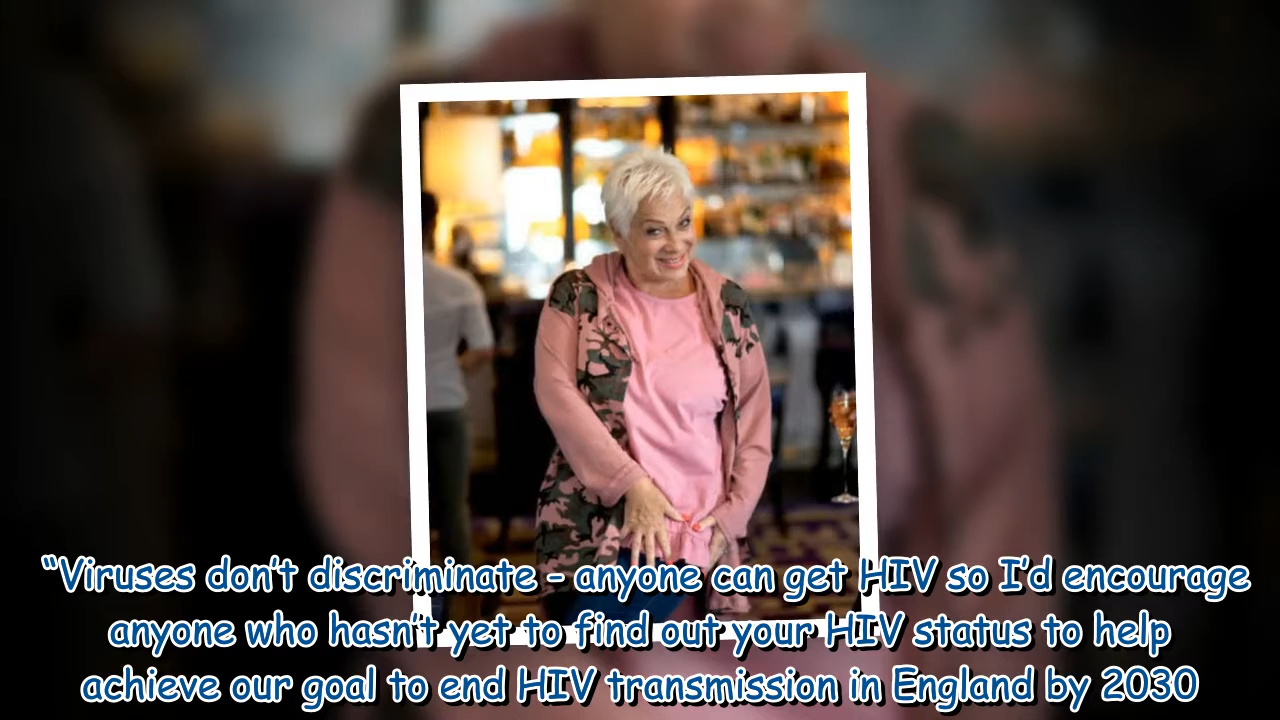 “Viruses don’t discriminate - anyone can get HIV so I’d encourage
anyone who hasn’t yet to find out your HIV status to help
achieve our goal to end HIV transmission in England by 2030